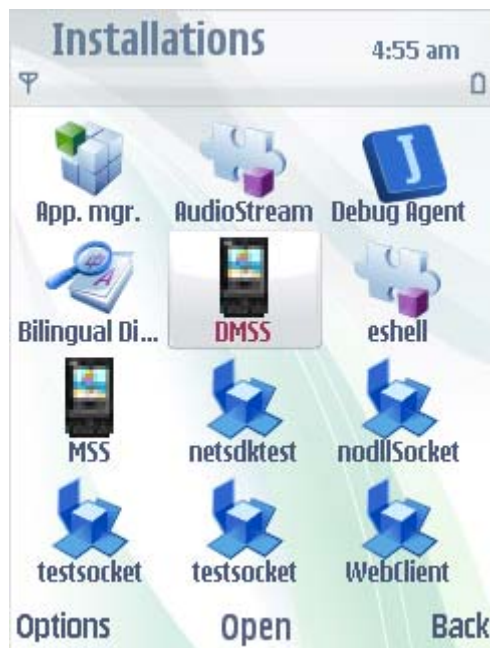 Installations
4:55 am
App. mgr.
AudioStream
Debug Agent
Bilingual Di...
DMSS
eshell
MSS
netsdktest
nodllSocket
testsocket
testsocket
WebClient
Options
Open
Back